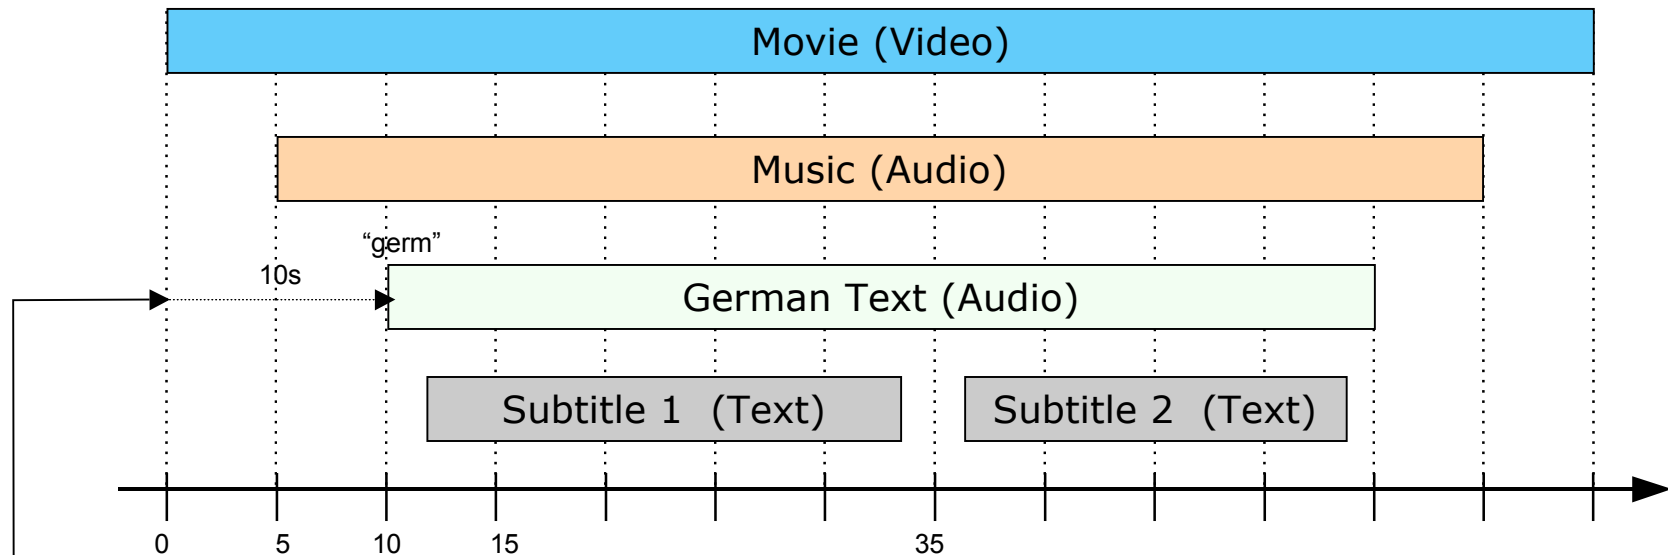 Movie (Video)
Music (Audio)
“germ”
10s
German Text (Audio)
Subtitle 1 (Text)
Subtitle 2 (Text)
0 5 10 15 35